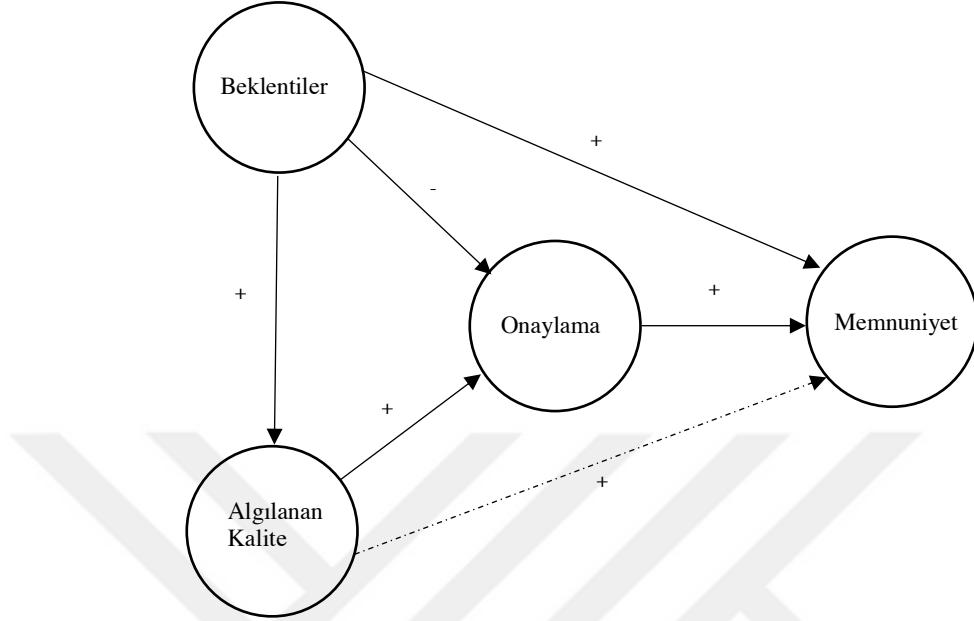 Beklentiler
+
-
+
+
Onaylama
Memnuniyet
+
+
Algılanan
Kalite